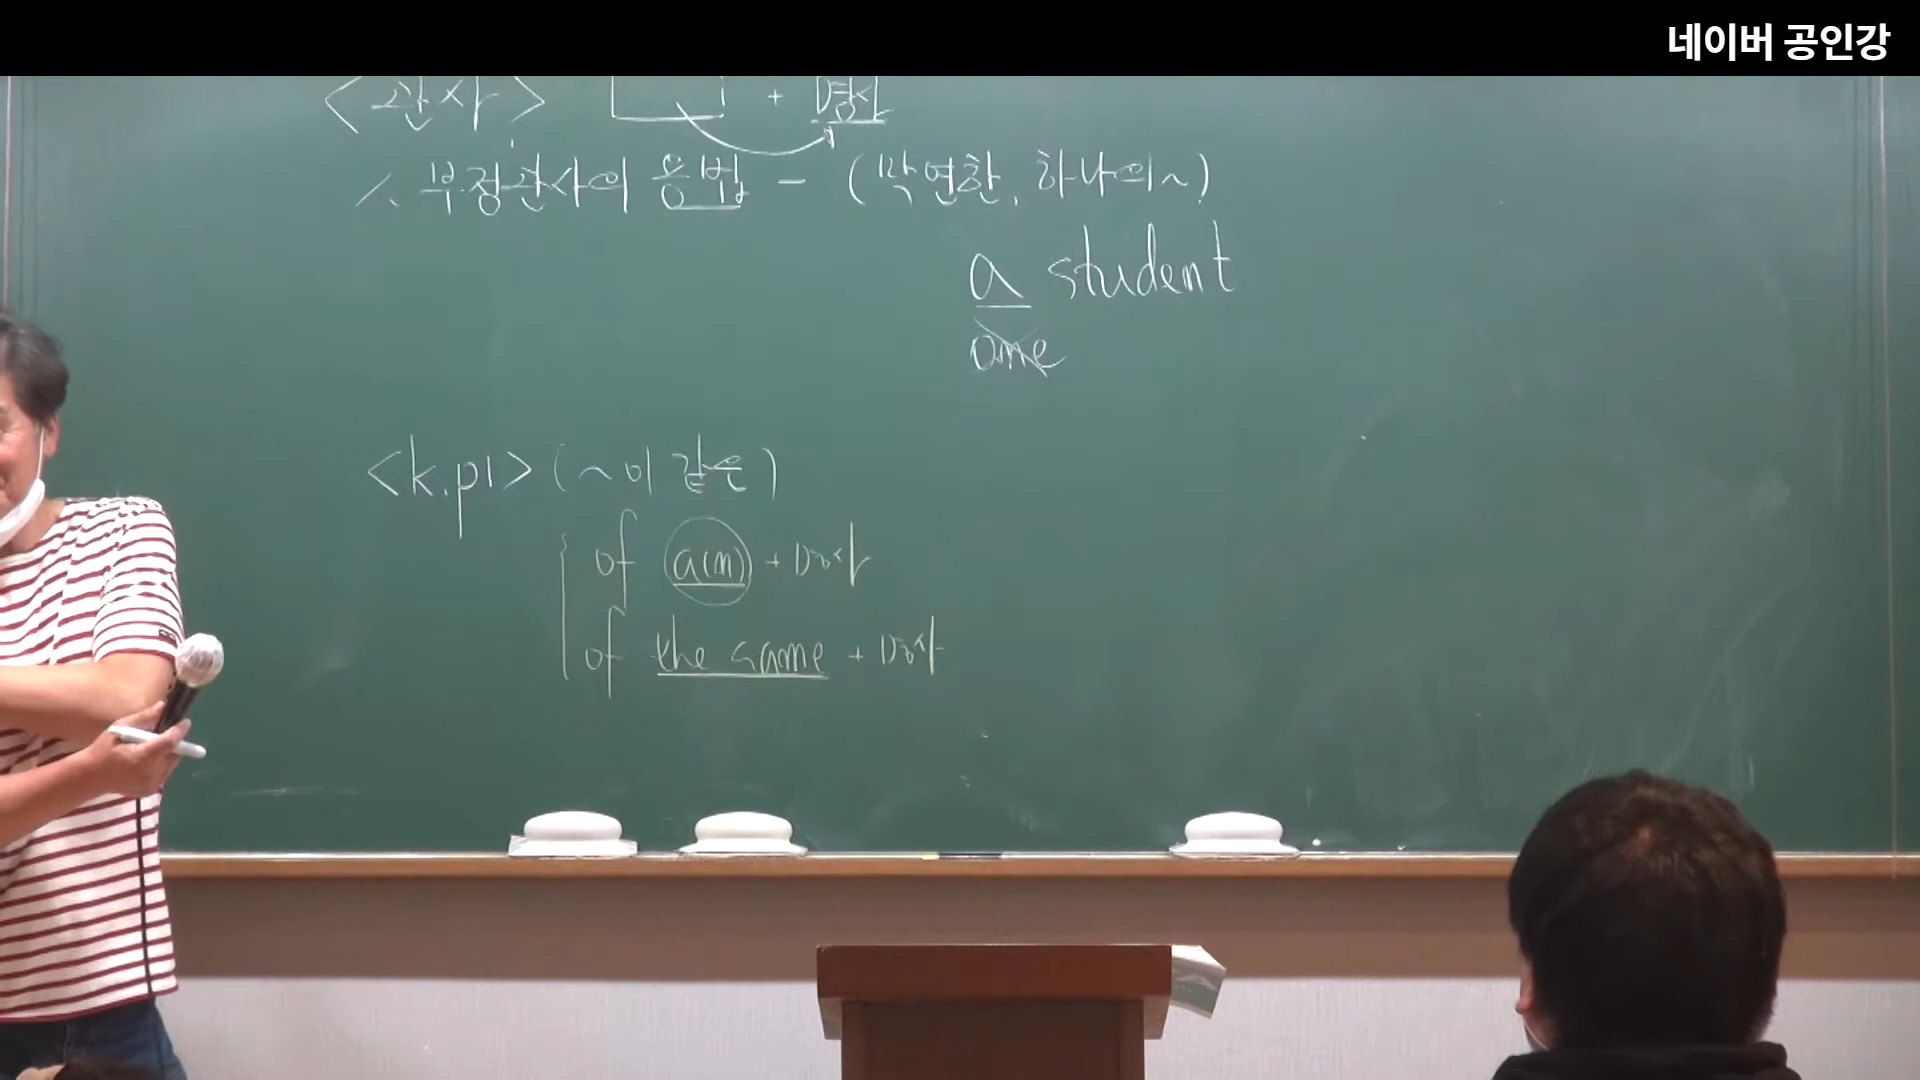 네이버 공인강
<관사> + 명사
1. 부정관사의 용법 - (막연한, 하나의~)
a student
one
<k.p1> (~이 같은)
of a(n) + 명사
of the same + 명사